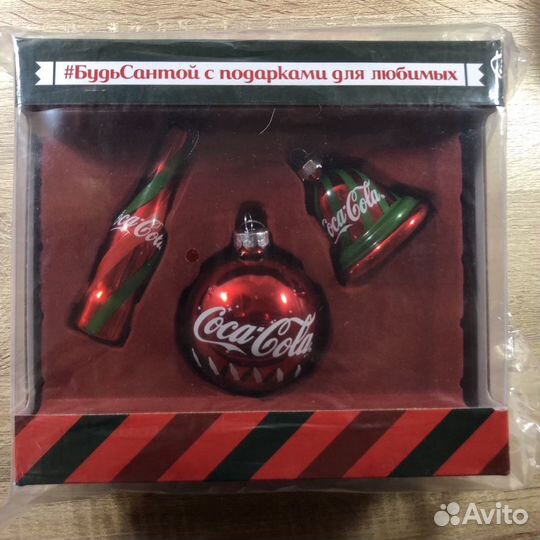 #БудьСантой с подарками для любимых
Coca-Cola
Coca-Cola
Coca-Cola
Avito